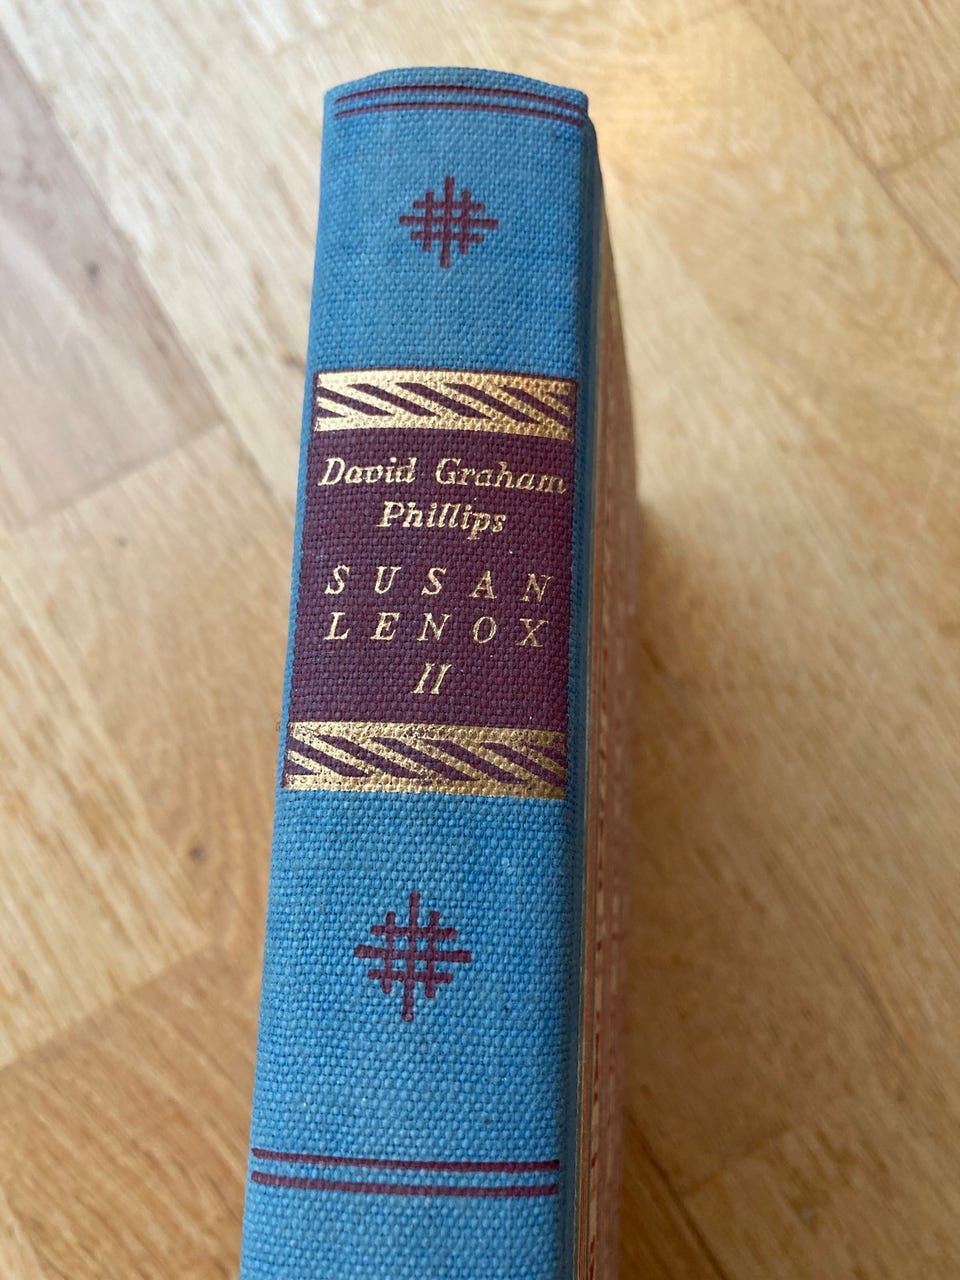 David Graham
Phillips
SUSAN
LENOX
II